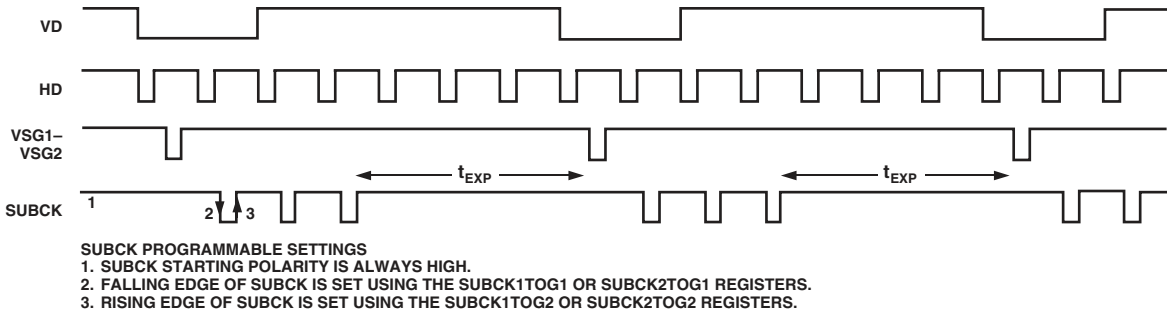 VD
HD
VSG1–
VSG2
tEXP
tEXP
SUBCK
1
2
3
SUBCK PROGRAMMABLE SETTINGS
1. SUBCK STARTING POLARITY IS ALWAYS HIGH.
2. FALLING EDGE OF SUBCK IS SET USING THE SUBCK1TOG1 OR SUBCK2TOG1 REGISTERS.
3. RISING EDGE OF SUBCK IS SET USING THE SUBCK1TOG2 OR SUBCK2TOG2 REGISTERS.